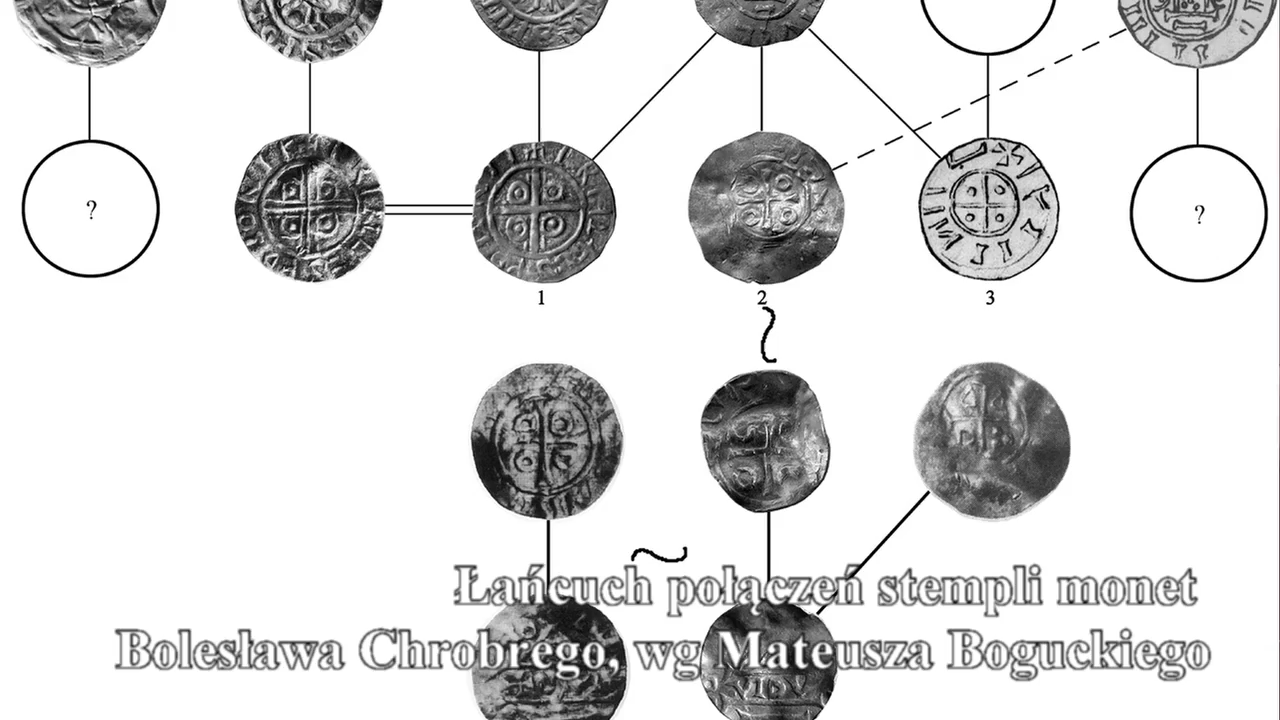 ? ?
1 2 3
Łańcuch połączeń stempli monet
Bolesława Chrobrego, wg Mateusza Boguckiego